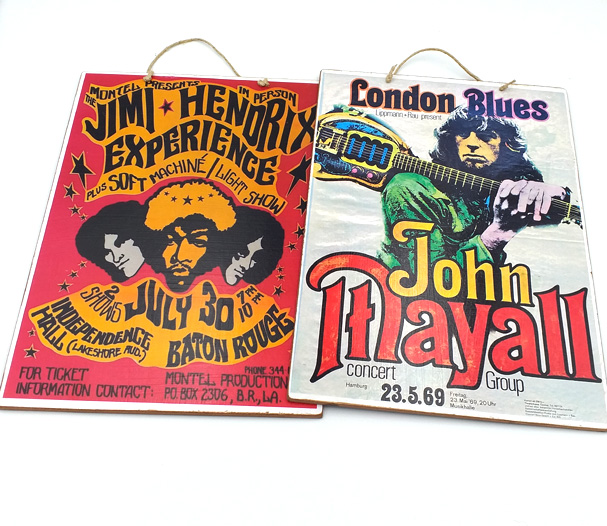 MONTEL PRESENTS IN PERSON
THE JIMI ★ HENDRIX
EXPERIENCE
PLUS SOFT MACHINE / LIGHT SHOW
2 SHOWS JULY 30 7 &
10
INDEPENDENCE
HALL (LAKESHORE AUD.)
BATON ROUGE
FOR TICKET
INFORMATION CONTACT:
PHONE 344
MONTEL PRODUCTION
P.O. BOX 2306, B.R., LA.
London Blues
Lippmann+Rau present
John
Mayall
concert
Group
Hamburg
23.5.69
Freitag,
23. Mai '69, 20 Uhr
Musikhalle